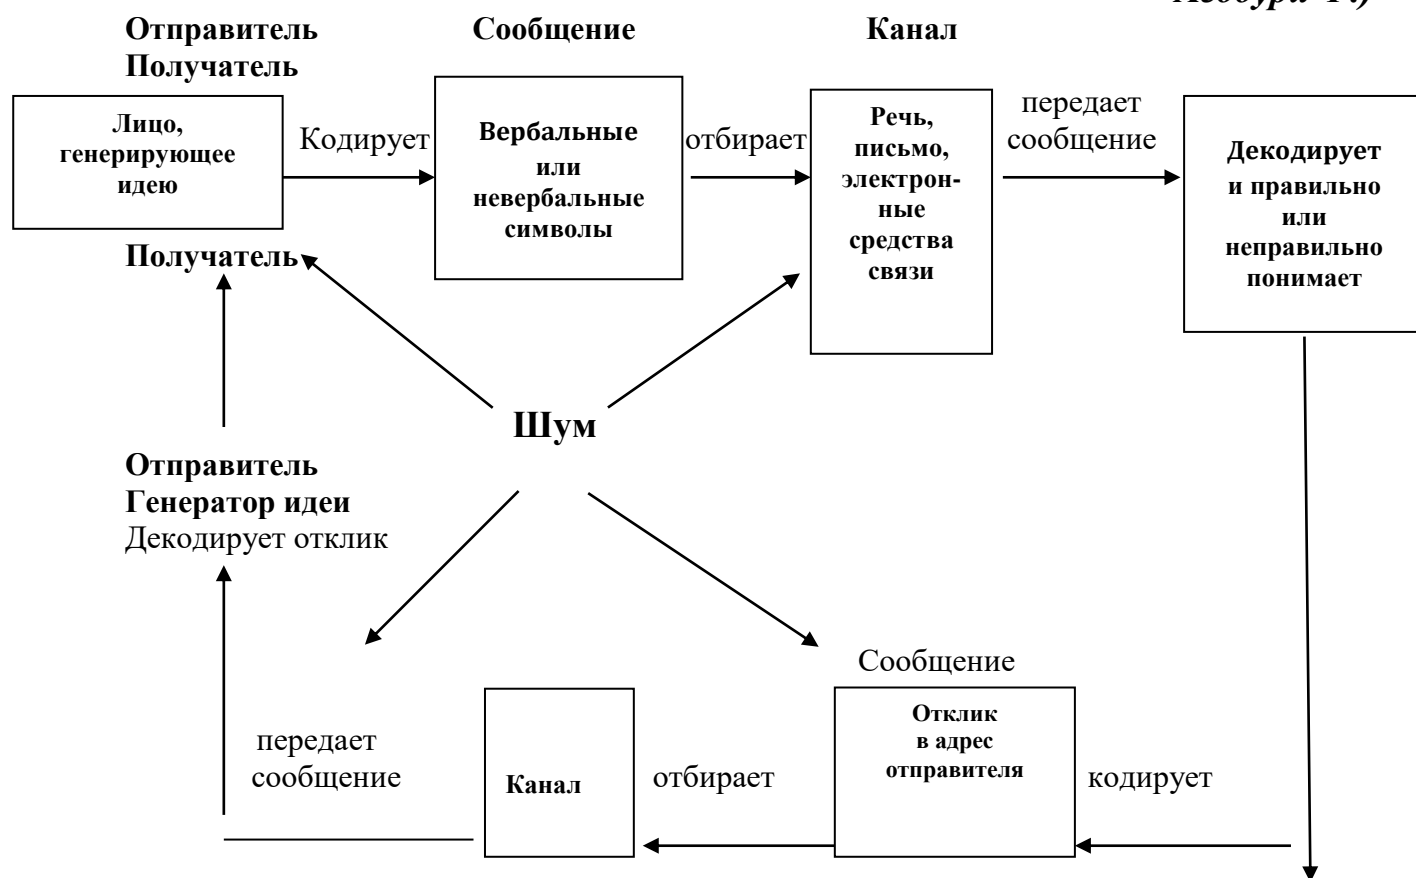 Отправитель Сообщение Канал
Получатель
Лицо,
генерирующее
идею
Кодирует
Вербальные
или
невербальные
символы
отбирает
Речь,
письмо,
электрон-
ные
средства
связи
передает
сообщение
Декодирует
и правильно
или
неправильно
понимает
Получатель
Шум
Отправитель
Генератор идеи
Декодирует отклик
Сообщение
передает
сообщение
Канал
отбирает
Отклик
в адрес
отправителя
кодирует